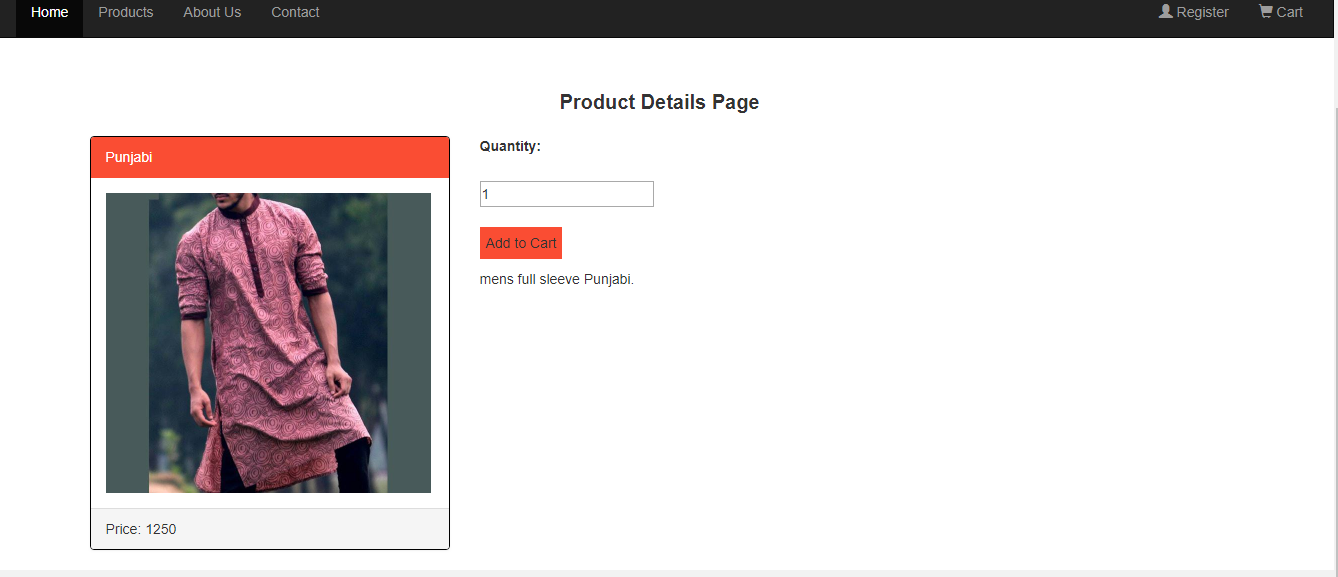 Home Products About Us Contact Register Cart
Product Details Page
Punjabi
Quantity:
1
Add to Cart
mens full sleeve Punjabi.
Price: 1250